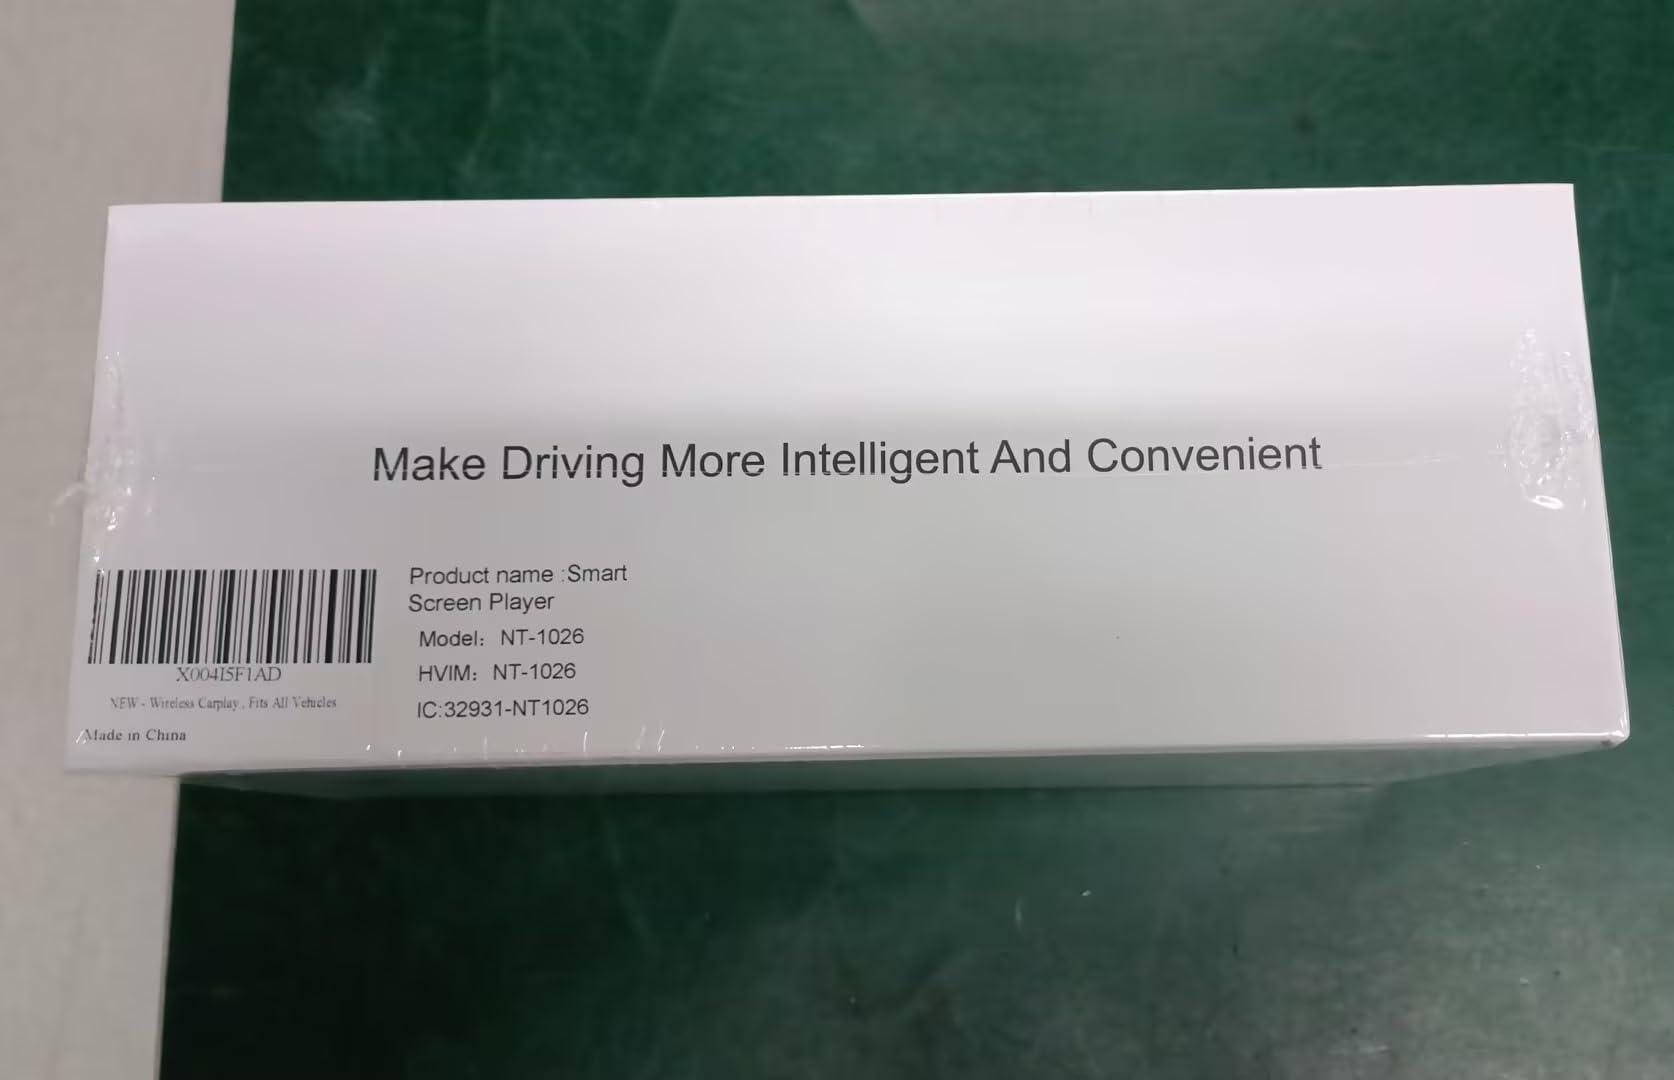 Make Driving More Intelligent And Convenient
X004I5F1AD
NEW - Wireless Carplay , Fits All Vehicles
Made in China
Product name :Smart
Screen Player
Model: NT-1026
HVIM: NT-1026
IC:32931-NT1026